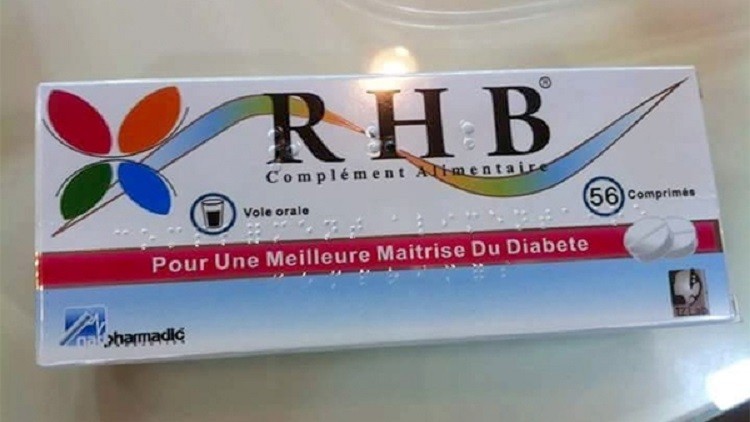 RHB®
Complément Alimentaire
Voie orale
56 Comprimés
Pour Une Meilleure Maitrise Du Diabete
pharmadic